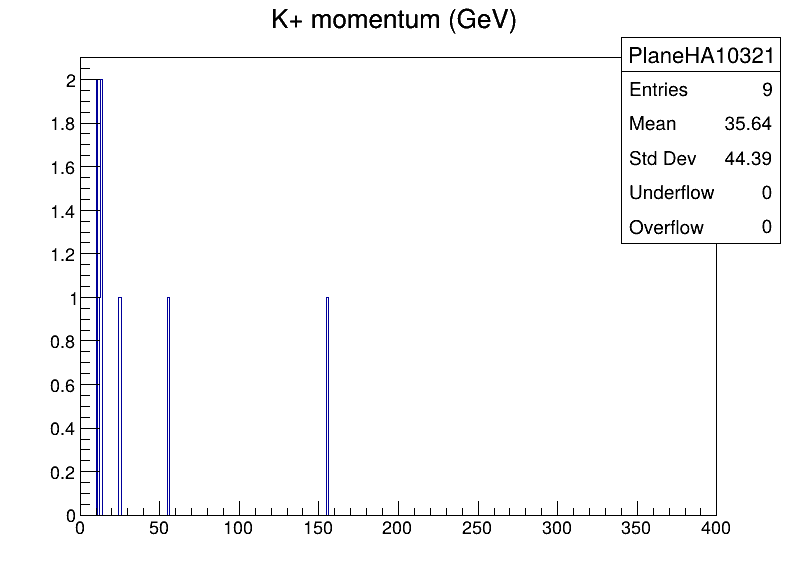 K+ momentum (GeV)
PlaneHA10321
Entries 9
Mean 35.64
Std Dev 44.39
Underflow 0
Overflow 0
2
1.8
1.6
1.4
1.2
1
0.8
0.6
0.4
0.2
0
0 50 100 150 200 250 300 350 400